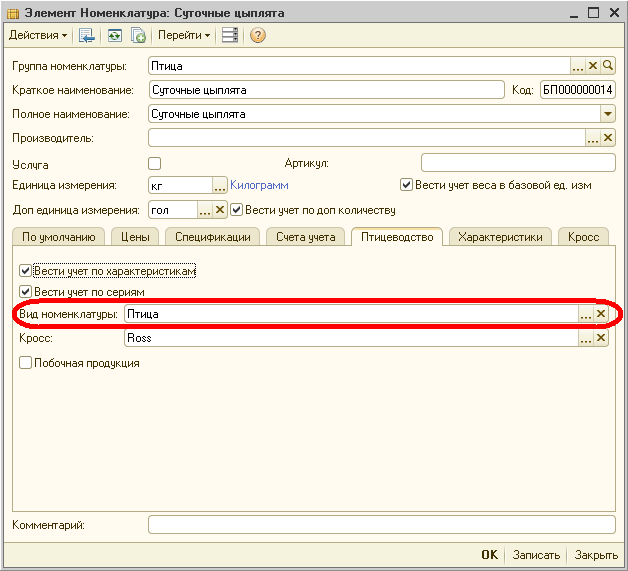 Элемент Номенклатура: Суточные цыплята
Действия Перейти ?
Группа номенклатуры: Птица ... ×
Краткое наименование: Суточные цыплята Код: БП000000014
Полное наименование: Суточные цыплята
Производитель: ... ×
Услуга Артикул:
Единица измерения: кг ... Килограмм Вести учет веса в базовой ед. изм
Доп единица измерения: гол ... × Вести учет по доп количеству
По умолчанию Цены Спецификации Счета учета Птицеводство Характеристики Кросс
Вести учет по характеристикам
Вести учет по сериям
Вид номенклатуры: Птица ... ×
Кросс: Ross ... ×
Побочная продукция
Комментарий:
OK Записать Закрыть